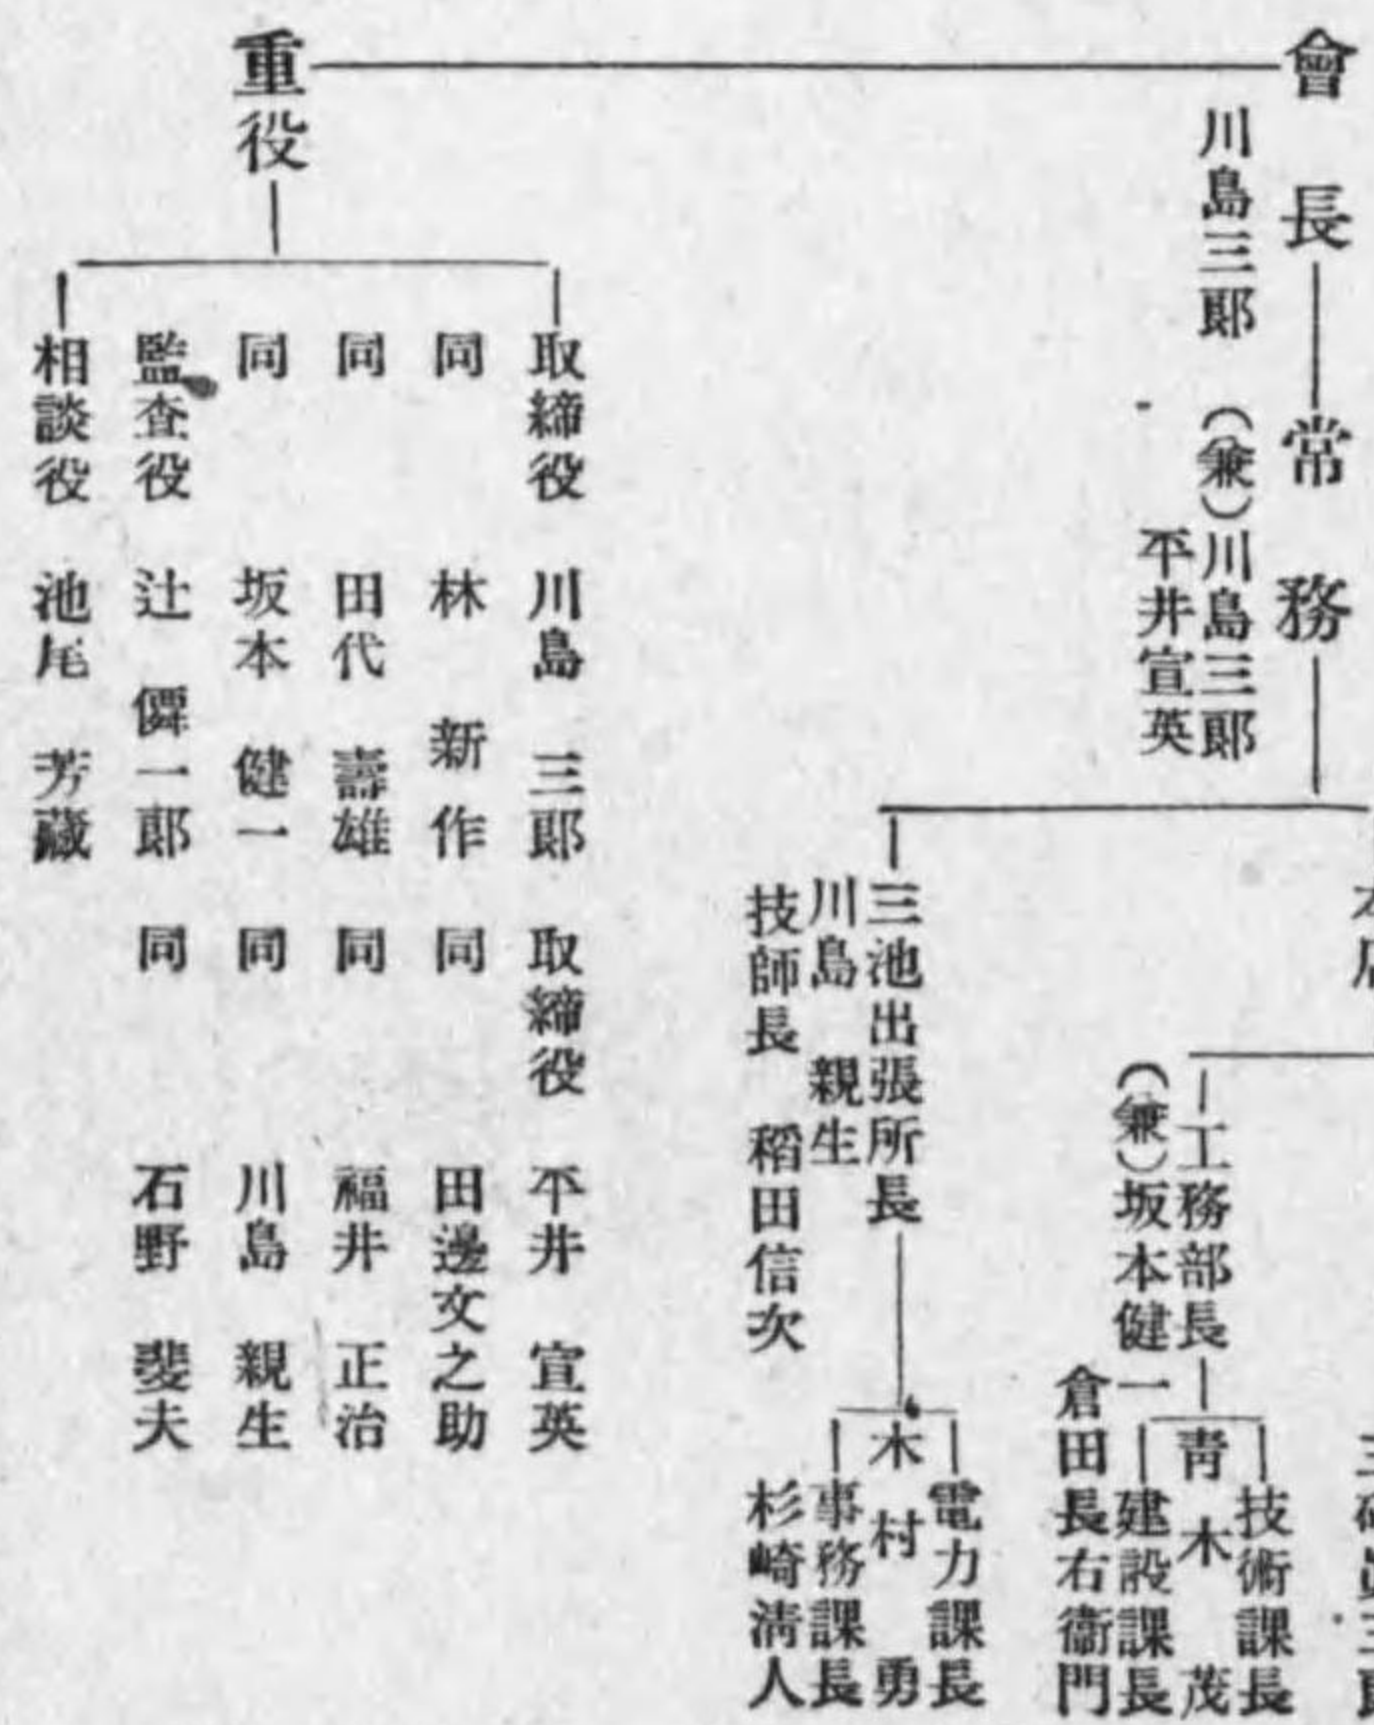 會長
川島三郎
常務
(兼)川島三郎
平井宣英
本店
工務部長
(兼)坂本健一
技術課長
青木茂
建設課長
倉田長右衞門
三池出張所長
川島親生
技師長 稻田信次
電力課長
木村勇
事務課長
杉崎淸人
重役
取締役 川島三郎 取締役 平井宣英
同 林新作 同 田邊文之助
同 田代壽雄 同 福井正治
同 坂本健一 同 川島親生
監査役 辻 一郎 同 石野斐夫
相談役 池尾芳藏